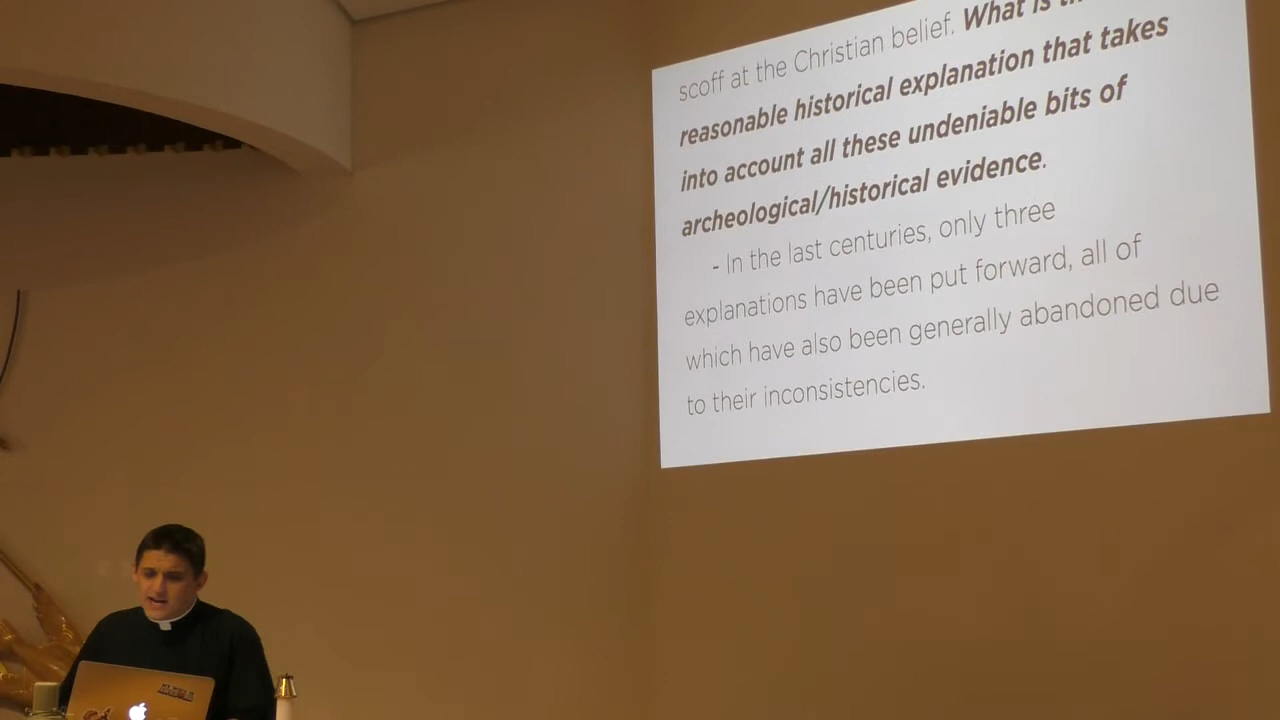 scoff at the Christian belief. What is
reasonable historical explanation that takes
into account all these undeniable bits of
archeological/historical evidence.
- In the last centuries, only three
explanations have been put forward, all of
which have also been generally abandoned due
to their inconsistencies.